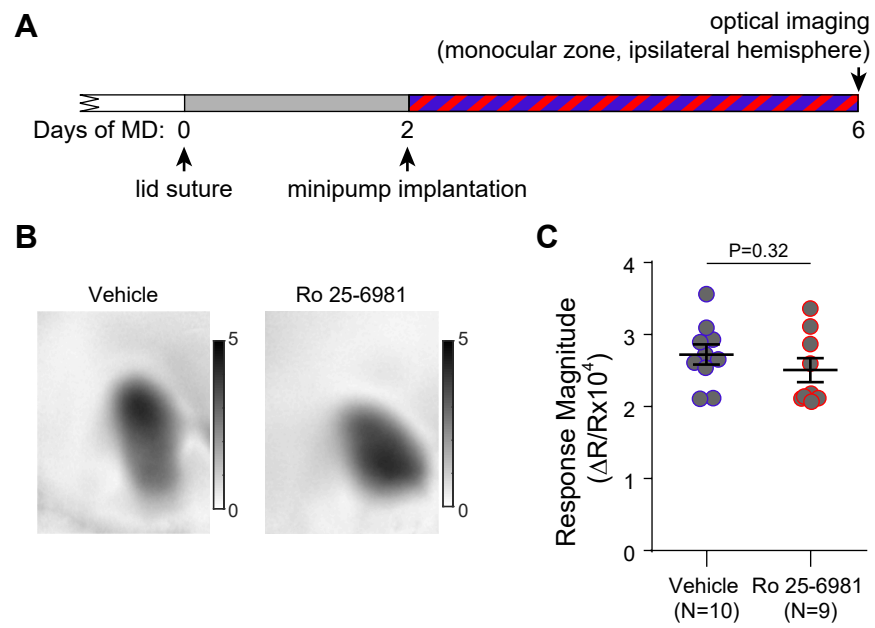 A
optical imaging
(monocular zone, ipsilateral hemisphere)
Days of MD: 0 2 6
lid suture
minipump implantation
B
Vehicle
Ro 25-6981
5
0
5
0
C
P=0.32
Response Magnitude
(ΔR/Rx10⁴)
4
3
2
1
0
Vehicle
(N=10)
Ro 25-6981
(N=9)